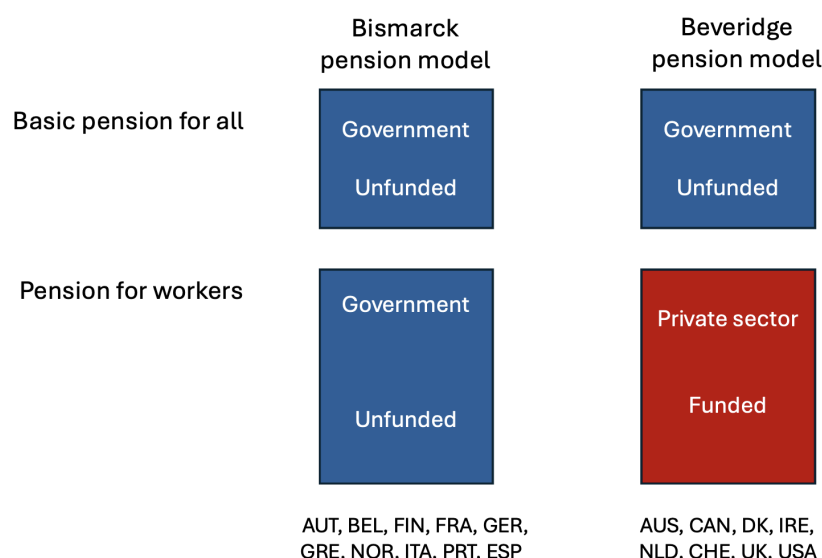 Bismarck
pension model
Beveridge
pension model
Basic pension for all
Government
Unfunded
Government
Unfunded
Pension for workers
Government
Unfunded
Private sector
Funded
AUT, BEL, FIN, FRA, GER,
GRE, NOR, ITA, PRT, ESP
AUS, CAN, DK, IRE,
NLD, CHE, UK, USA